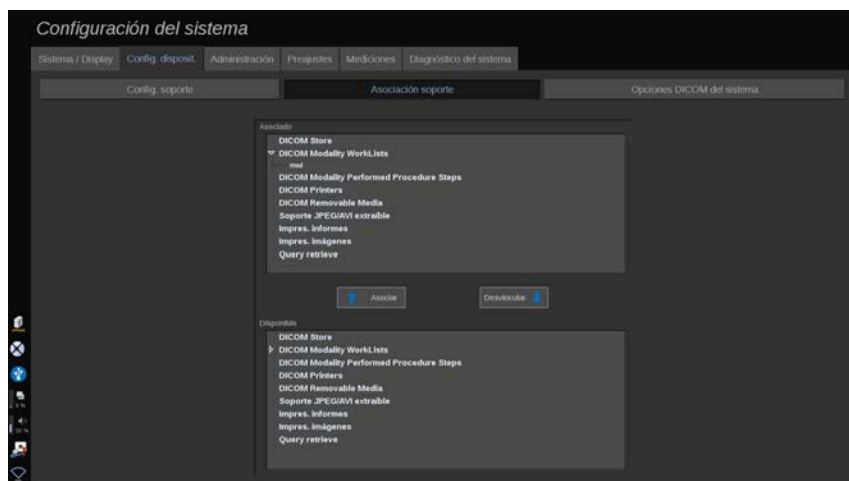 Configuración del sistema
Sistema / Display Config. disposit. Administración Preajustes Mediciones Diagnóstico del sistema
Config. soporte Asociación soporte Opciones DICOM del sistema
Asociado
DICOM Store
DICOM Modality WorkLists
mwl
DICOM Modality Performed Procedure Steps
DICOM Printers
DICOM Removable Media
Soporte JPEG/AVI extraible
Impres. informes
Impres. imágenes
Query retrieve
Asociar Desvincular
Disponible
DICOM Store
DICOM Modality WorkLists
DICOM Modality Performed Procedure Steps
DICOM Printers
DICOM Removable Media
Soporte JPEG/AVI extraible
Impres. informes
Impres. imágenes
Query retrieve